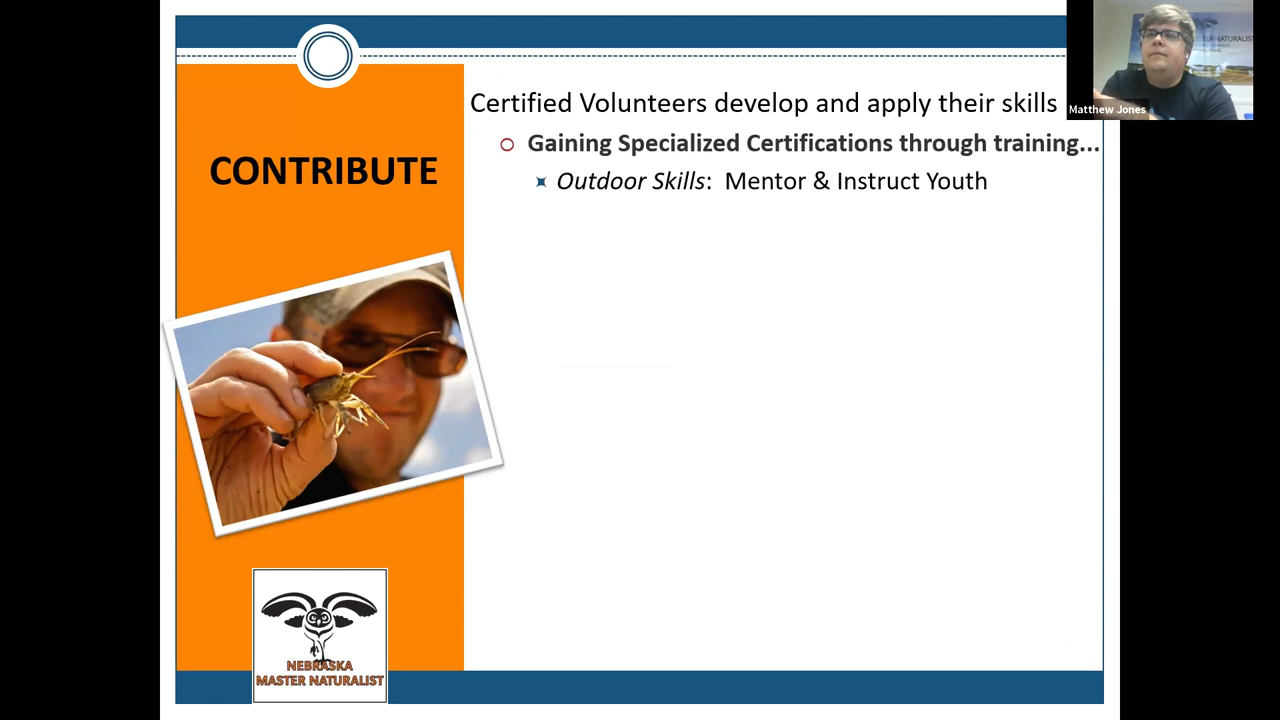 Certified Volunteers develop and apply their skills
Gaining Specialized Certifications through training...
Outdoor Skills: Mentor & Instruct Youth
CONTRIBUTE
NEBRASKA
MASTER NATURALIST
Matthew Jones
NATURALIST